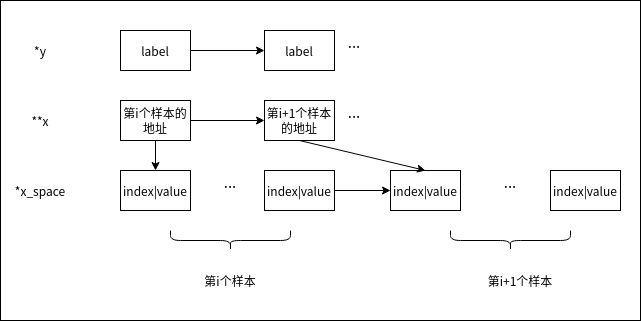 *y
label
label
...
**x
第i个样本的
地址
第i+1个样本
的地址
...
*x_space
index|value
...
index|value
index|value
...
index|value
第i个样本
第i+1个样本